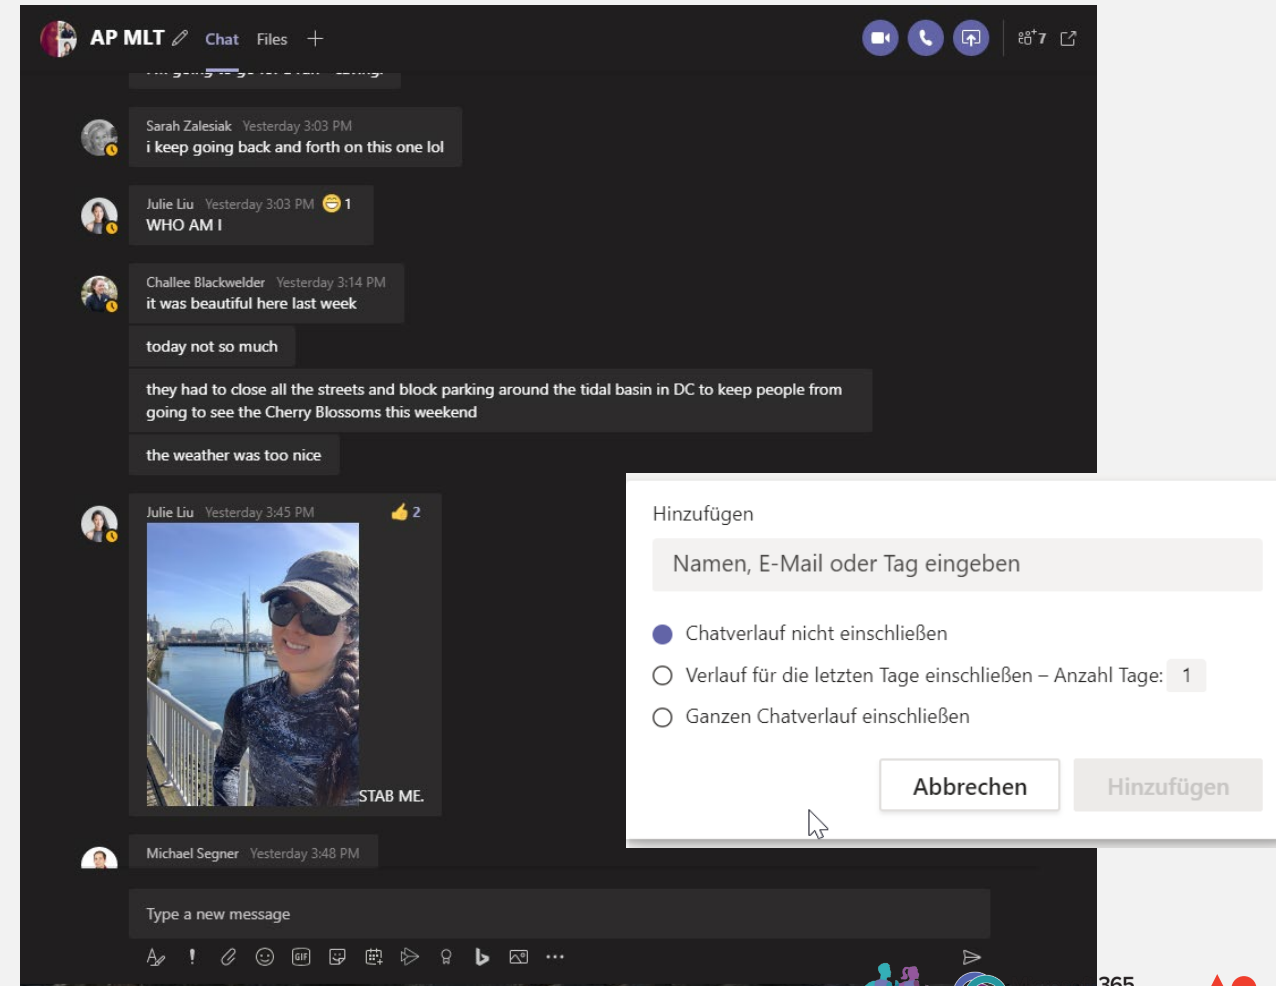 AP MLT Chat Files
7
Sarah Zalesiak Yesterday 3:03 PM
i keep going back and forth on this one lol
Julie Liu Yesterday 3:03 PM 1
WHO AM I
Challee Blackwelder Yesterday 3:14 PM
it was beautiful here last week
today not so much
they had to close all the streets and block parking around the tidal basin in DC to keep people from
going to see the Cherry Blossoms this weekend
the weather was too nice
Julie Liu Yesterday 3:45 PM 2
STAB ME.
Michael Segner Yesterday 3:48 PM
Type a new message
GIF
Hinzufügen
Namen, E-Mail oder Tag eingeben
Chatverlauf nicht einschließen
Verlauf für die letzten Tage einschließen – Anzahl Tage: 1
Ganzen Chatverlauf einschließen
Abbrechen Hinzufügen
365